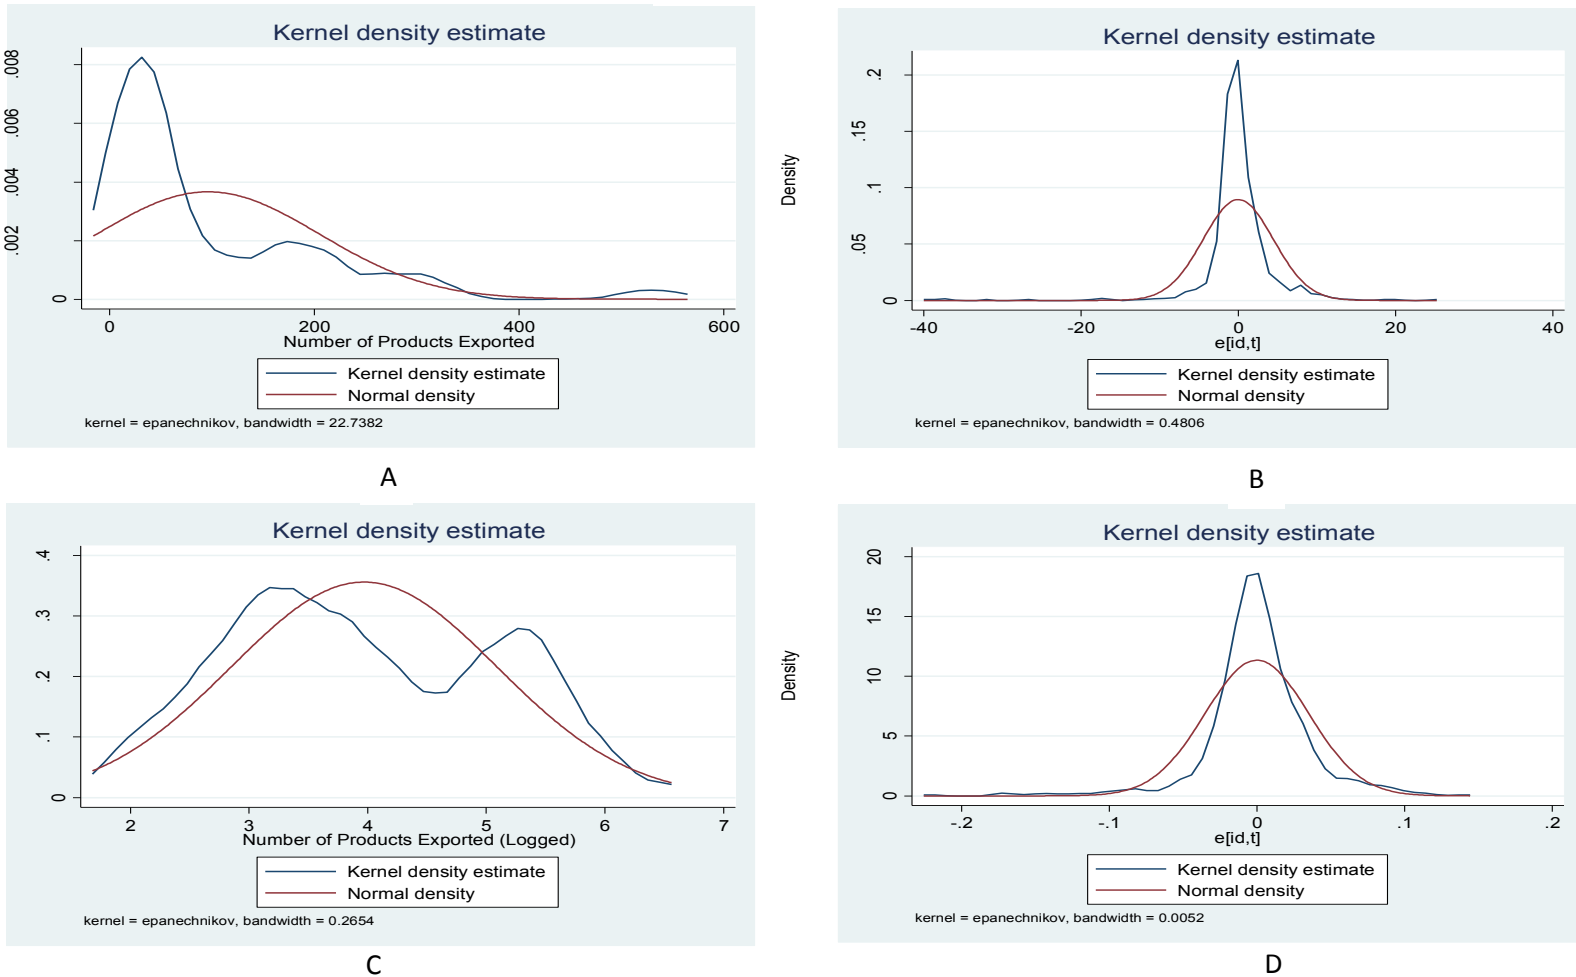 Kernel density estimate
.008
.006
.004
.002
0
0 200 400 600
Number of Products Exported
Kernel density estimate
Normal density
kernel = epanechnikov, bandwidth = 22.7382
A
Kernel density estimate
Density
.2
.15
.1
.05
0
-40 -20 0 20 40
e[id,t]
Kernel density estimate
Normal density
kernel = epanechnikov, bandwidth = 0.4806
B
Kernel density estimate
.4
.3
.2
.1
0
2 3 4 5 6 7
Number of Products Exported (Logged)
Kernel density estimate
Normal density
kernel = epanechnikov, bandwidth = 0.2654
C
Kernel density estimate
Density
20
15
10
5
0
-.2 -.1 0 .1 .2
e[id,t]
Kernel density estimate
Normal density
kernel = epanechnikov, bandwidth = 0.0052
D